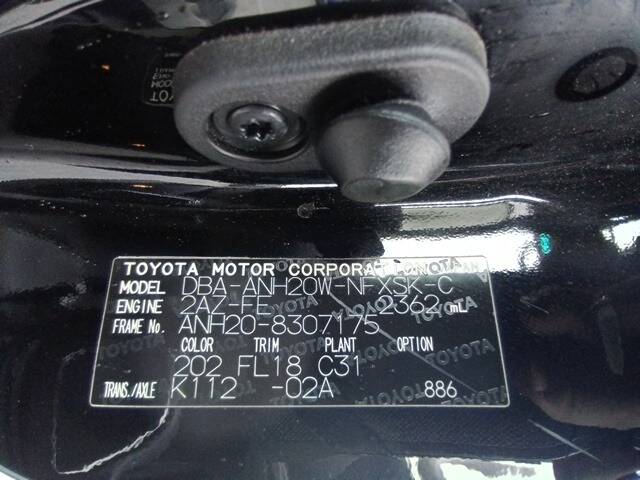 TOYOTA MOTOR CORPORATION
MODEL DBA-ANH20W-NFXSK-C
ENGINE 2AZ-FE 2362 mL
FRAME No. ANH20-8307175
COLOR TRIM PLANT OPTION
202 FL18 C31
TRANS./AXLE K112 -02A 886